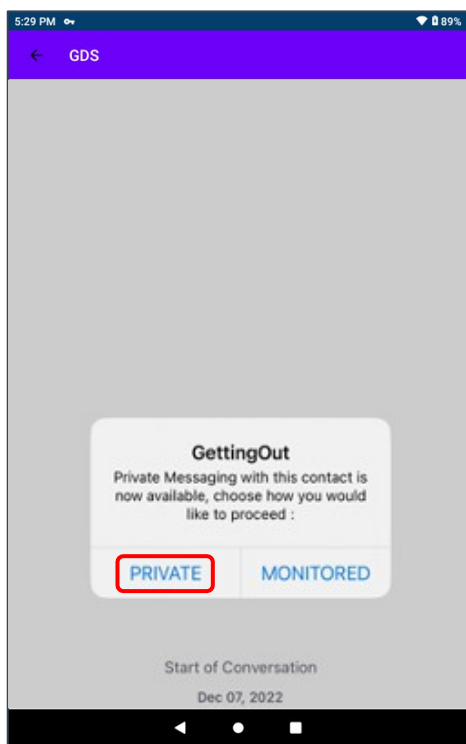 5:29 PM 89%
GDS
GettingOut
Private Messaging with this contact is
now available, choose how you would
like to proceed :
PRIVATE MONITORED
Start of Conversation
Dec 07, 2022